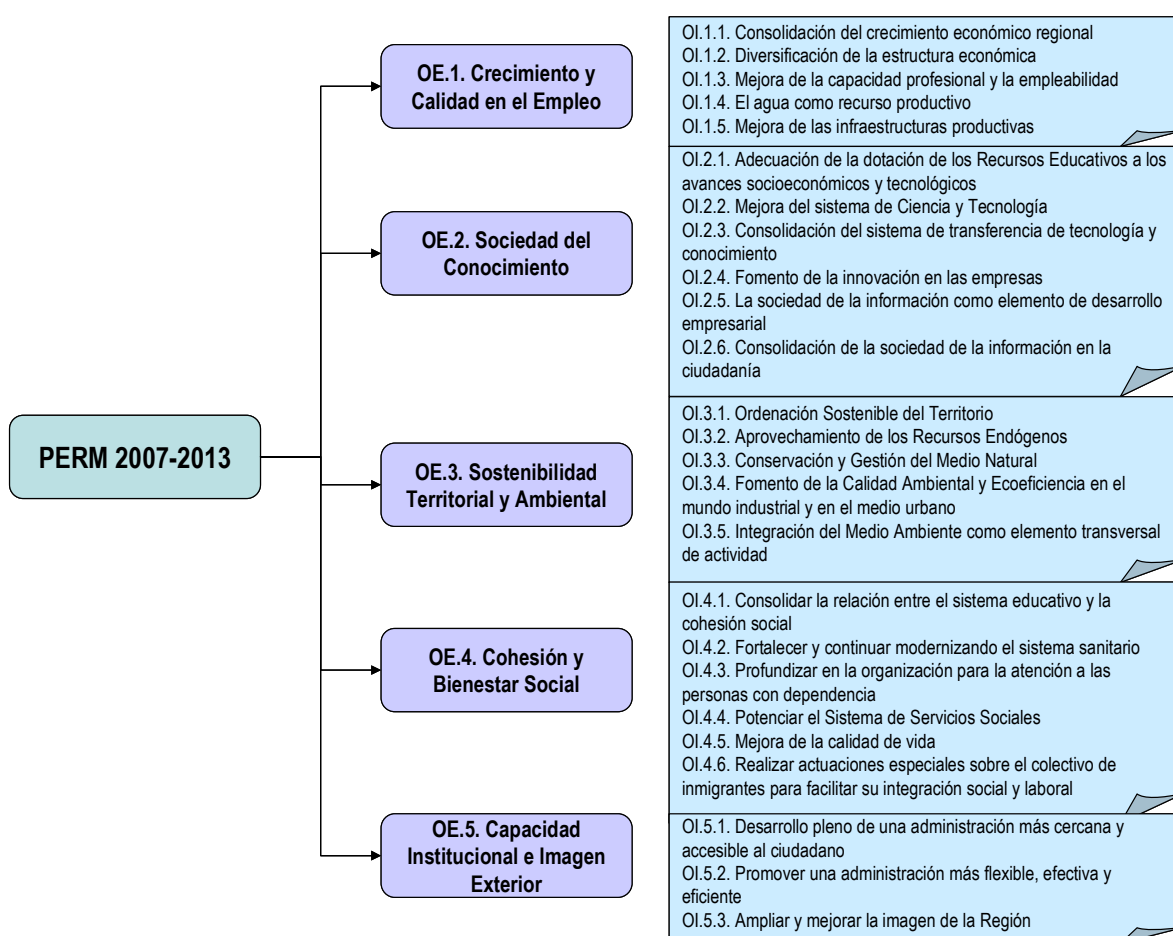 PERM 2007-2013
OE.1. Crecimiento y
Calidad en el Empleo
OI.1.1. Consolidación del crecimiento económico regional
OI.1.2. Diversificación de la estructura económica
OI.1.3. Mejora de la capacidad profesional y la empleabilidad
OI.1.4. El agua como recurso productivo
OI.1.5. Mejora de las infraestructuras productivas
OE.2. Sociedad del
Conocimiento
OI.2.1. Adecuación de la dotación de los Recursos Educativos a los
avances socioeconómicos y tecnológicos
OI.2.2. Mejora del sistema de Ciencia y Tecnología
OI.2.3. Consolidación del sistema de transferencia de tecnología y
conocimiento
OI.2.4. Fomento de la innovación en las empresas
OI.2.5. La sociedad de la información como elemento de desarrollo
empresarial
OI.2.6. Consolidación de la sociedad de la información en la
ciudadanía
OE.3. Sostenibilidad
Territorial y Ambiental
OI.3.1. Ordenación Sostenible del Territorio
OI.3.2. Aprovechamiento de los Recursos Endógenos
OI.3.3. Conservación y Gestión del Medio Natural
OI.3.4. Fomento de la Calidad Ambiental y Ecoeficiencia en el
mundo industrial y en el medio urbano
OI.3.5. Integración del Medio Ambiente como elemento transversal
de actividad
OE.4. Cohesión y
Bienestar Social
OI.4.1. Consolidar la relación entre el sistema educativo y la
cohesión social
OI.4.2. Fortalecer y continuar modernizando el sistema sanitario
OI.4.3. Profundizar en la organización para la atención a las
personas con dependencia
OI.4.4. Potenciar el Sistema de Servicios Sociales
OI.4.5. Mejora de la calidad de vida
OI.4.6. Realizar actuaciones especiales sobre el colectivo de
inmigrantes para facilitar su integración social y laboral
OE.5. Capacidad
Institucional e Imagen
Exterior
OI.5.1. Desarrollo pleno de una administración más cercana y
accesible al ciudadano
OI.5.2. Promover una administración más flexible, efectiva y
eficiente
OI.5.3. Ampliar y mejorar la imagen de la Región